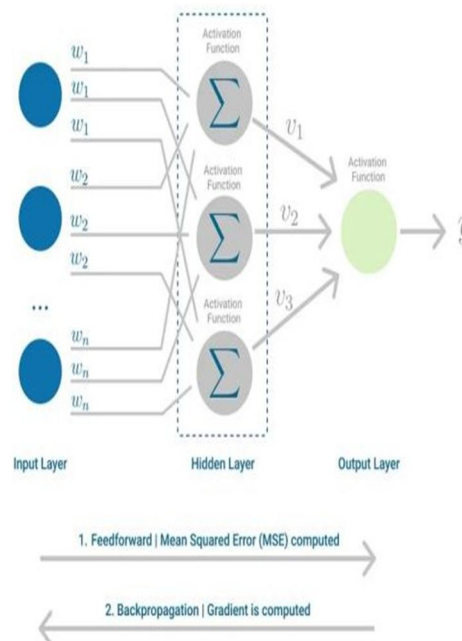 Activation
Function
w₁
w₁
w₁
Σ
v₁
Activation
Function
Activation
Function
w₂
w₂
w₂
Σ
v₂
...
Activation
Function
v₃
wₙ
wₙ
wₙ
Σ
Input Layer
Hidden Layer
Output Layer
1. Feedforward | Mean Squared Error (MSE) computed
2. Backpropagation | Gradient is computed